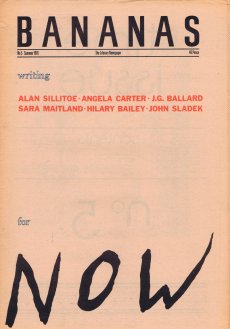 BANANAS
No 5 Summer 1976 The Literary Newspaper 40 Pence
writing
ALAN SILLITOE · ANGELA CARTER · J.G. BALLARD
SARA MAITLAND · HILARY BAILEY · JOHN SLADEK
for
NOW